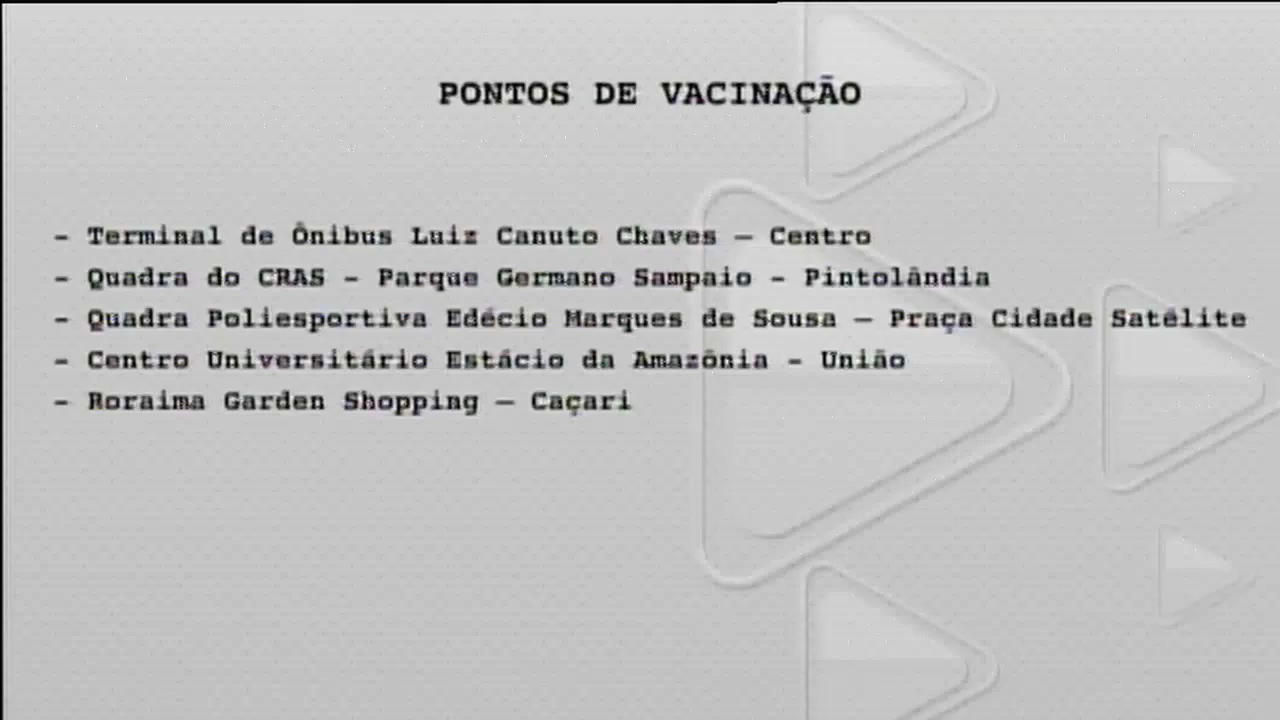 PONTOS DE VACINAÇÃO
- Terminal de Ônibus Luiz Canuto Chaves – Centro
- Quadra do CRAS - Parque Germano Sampaio - Pintolândia
- Quadra Poliesportiva Edécio Marques de Sousa – Praça Cidade Satélite
- Centro Universitário Estácio da Amazônia - União
- Roraima Garden Shopping – Caçari